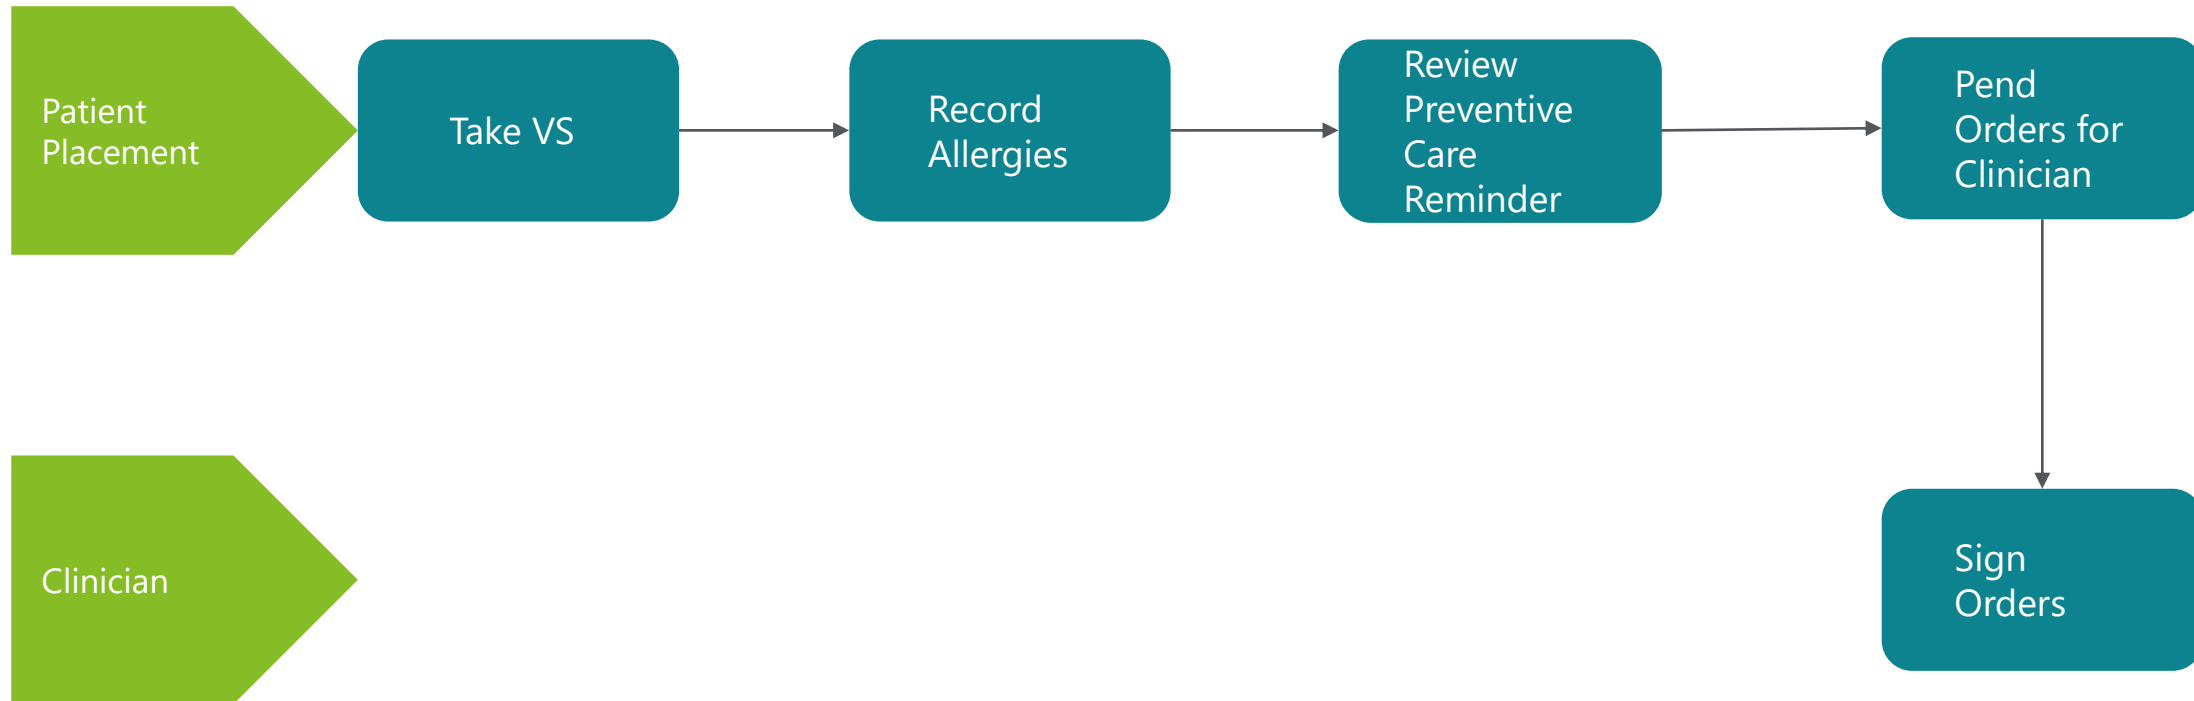 Patient
Placement
Take VS
Record
Allergies
Review
Preventive
Care
Reminder
Pend
Orders for
Clinician
Clinician
Sign
Orders